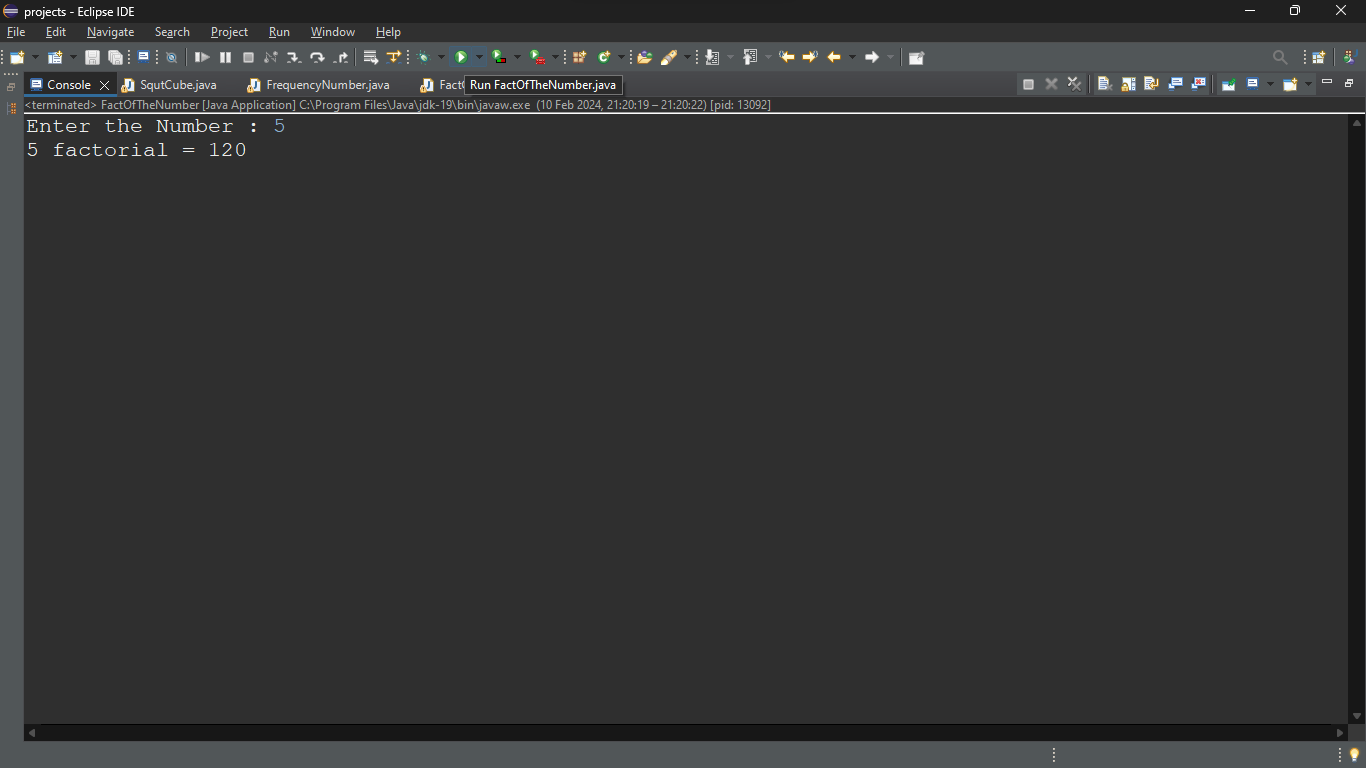 projects - Eclipse IDE
File Edit Navigate Search Project Run Window Help
Console SqutCube.java FrequencyNumber.java Fact Run FactOfTheNumber.java
<terminated> FactOfTheNumber [Java Application] C:\Program Files\Java\jdk-19\bin\javaw.exe (10 Feb 2024, 21:20:19 – 21:20:22) [pid: 13092]
Enter the Number : 5
5 factorial = 120